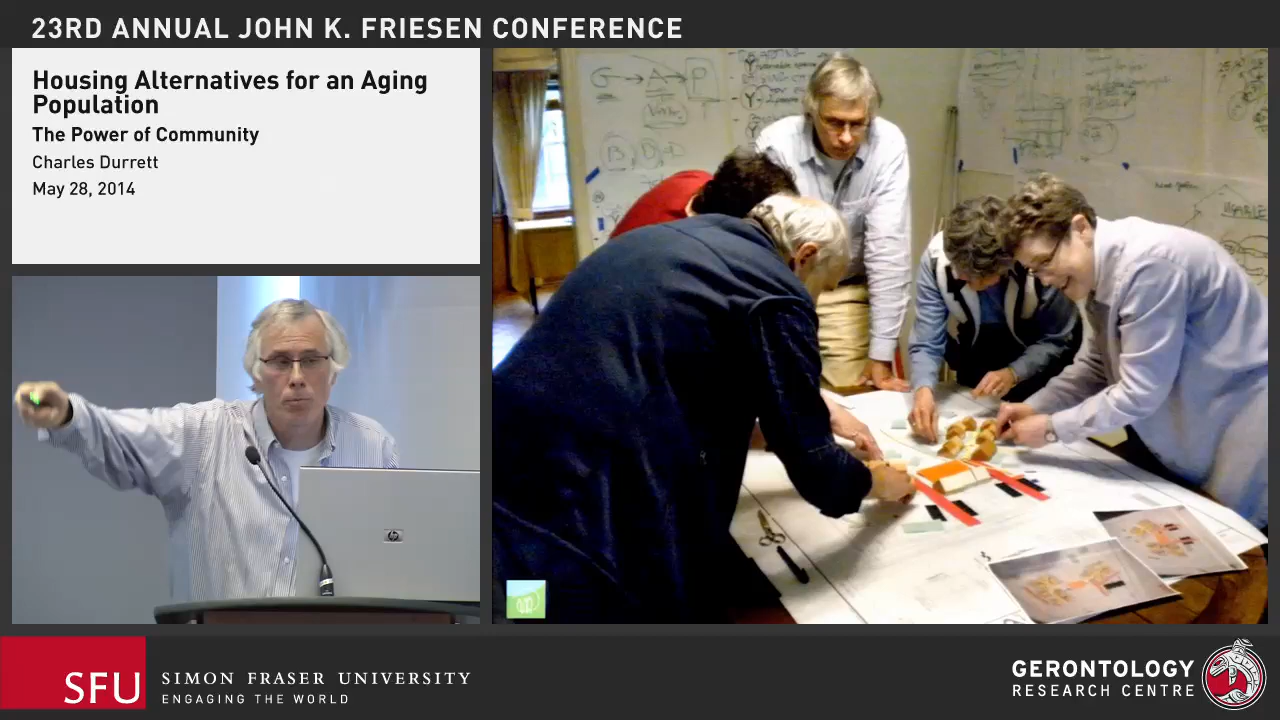 23RD ANNUAL JOHN K. FRIESEN CONFERENCE
Housing Alternatives for an Aging
Population
The Power of Community
Charles Durrett
May 28, 2014
G → A → P
hp
SFU
SIMON FRASER UNIVERSITY
ENGAGING THE WORLD
GERONTOLOGY
RESEARCH CENTRE